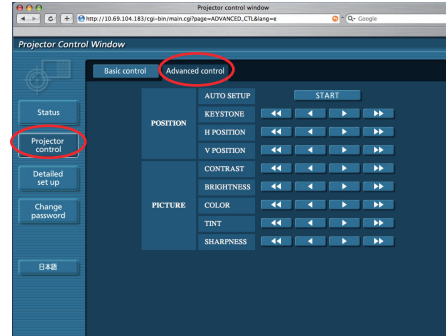 Projector control window
http://10.69.104.183/cgi-bin/main.cgi?page=ADVANCED_CTL&lang=e
Q- Google
Projector Control Window
Basic control
Advanced control
Status
Projector control
Detailed set up
Change password
日本語
POSITION
AUTO SETUP
START
KEYSTONE
H POSITION
V POSITION
PICTURE
CONTRAST
BRIGHTNESS
COLOR
TINT
SHARPNESS